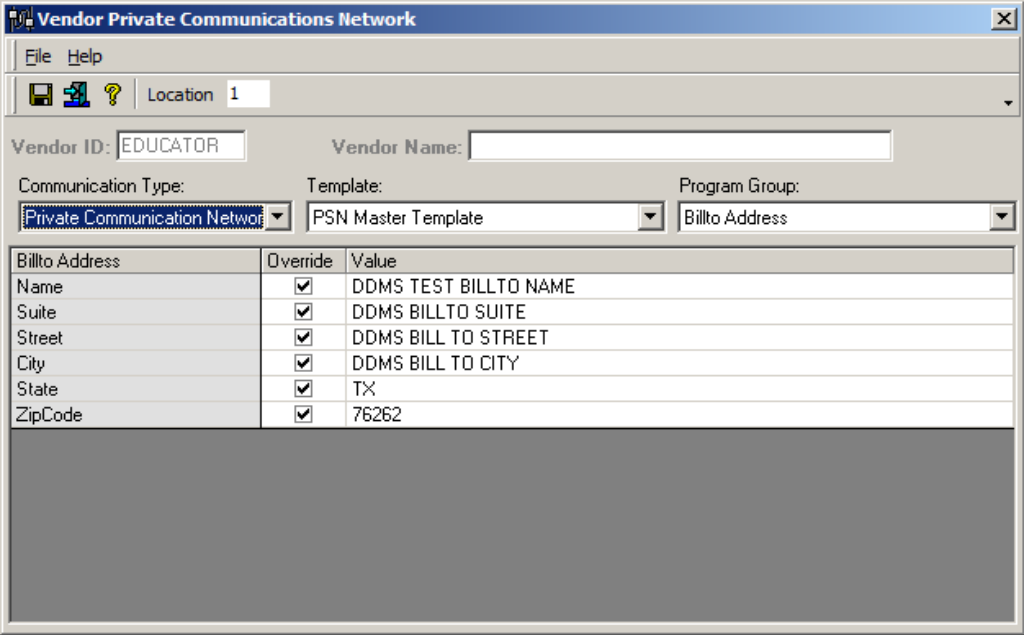 Vendor Private Communications Network
File Help
Location 1
Vendor ID: EDUCATOR Vendor Name:
Communication Type: Template: Program Group:
Private Communication Networ PSN Master Template Billto Address
Billto Address Override Value
Name DDMS TEST BILLTO NAME
Suite DDMS BILLTO SUITE
Street DDMS BILL TO STREET
City DDMS BILL TO CITY
State TX
ZipCode 76262